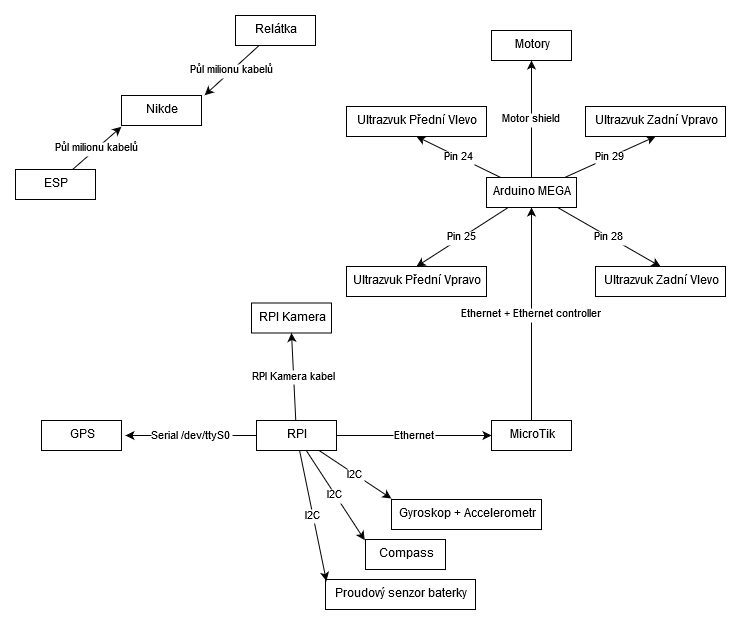 Relátka
Motory
Půl milionu kabelů
Nikde
Motor shield
Ultrazvuk Přední Vlevo
Ultrazvuk Zadní Vpravo
Půl milionu kabelů
Pin 24
Pin 29
ESP
Arduino MEGA
Pin 25
Pin 28
Ultrazvuk Přední Vpravo
Ultrazvuk Zadní Vlevo
Ethernet + Ethernet controller
RPI Kamera
RPI Kamera kabel
GPS
Serial /dev/ttyS0
RPI
Ethernet
MicroTik
I2C
I2C
I2C
Gyroskop + Accelerometr
Compass
Proudový senzor baterky